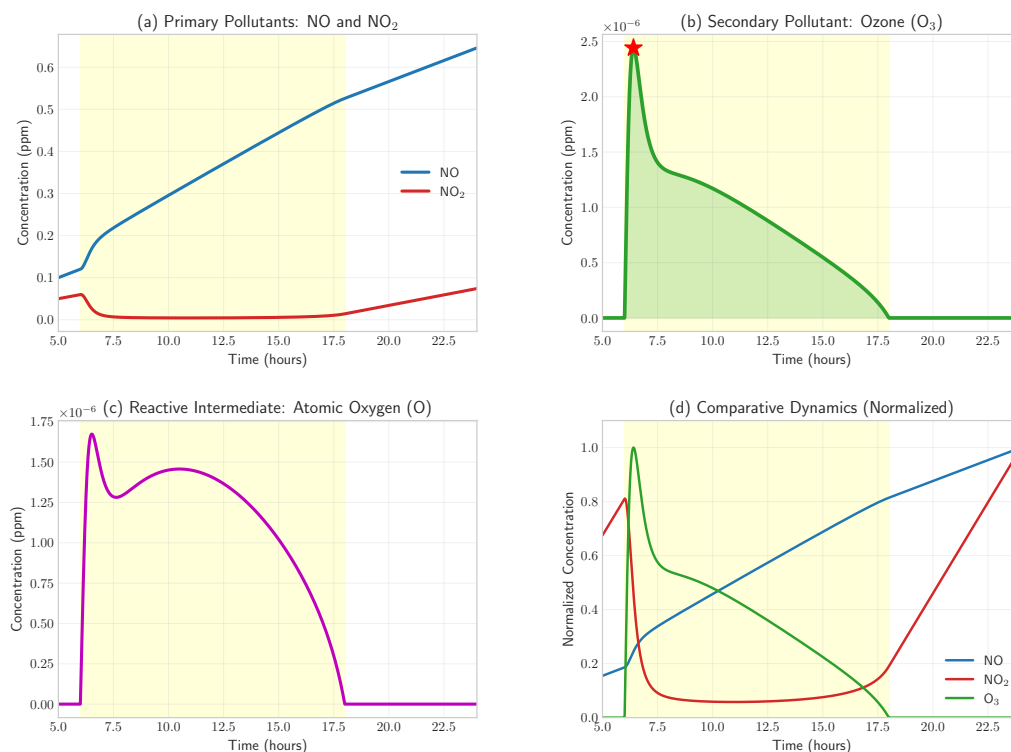 (a) Primary Pollutants: NO and NO₂
Concentration (ppm)
0.6
0.5
0.4
0.3
0.2
0.1
0.0
NO
NO₂
5.0 7.5 10.0 12.5 15.0 17.5 20.0 22.5
Time (hours)
(b) Secondary Pollutant: Ozone (O₃)
×10⁻⁶
Concentration (ppm)
2.5
2.0
1.5
1.0
0.5
0.0
5.0 7.5 10.0 12.5 15.0 17.5 20.0 22.5
Time (hours)
(c) Reactive Intermediate: Atomic Oxygen (O)
×10⁻⁶
Concentration (ppm)
1.75
1.50
1.25
1.00
0.75
0.50
0.25
0.00
5.0 7.5 10.0 12.5 15.0 17.5 20.0 22.5
Time (hours)
(d) Comparative Dynamics (Normalized)
Normalized Concentration
1.0
0.8
0.6
0.4
0.2
0.0
NO
NO₂
O₃
5.0 7.5 10.0 12.5 15.0 17.5 20.0 22.5
Time (hours)